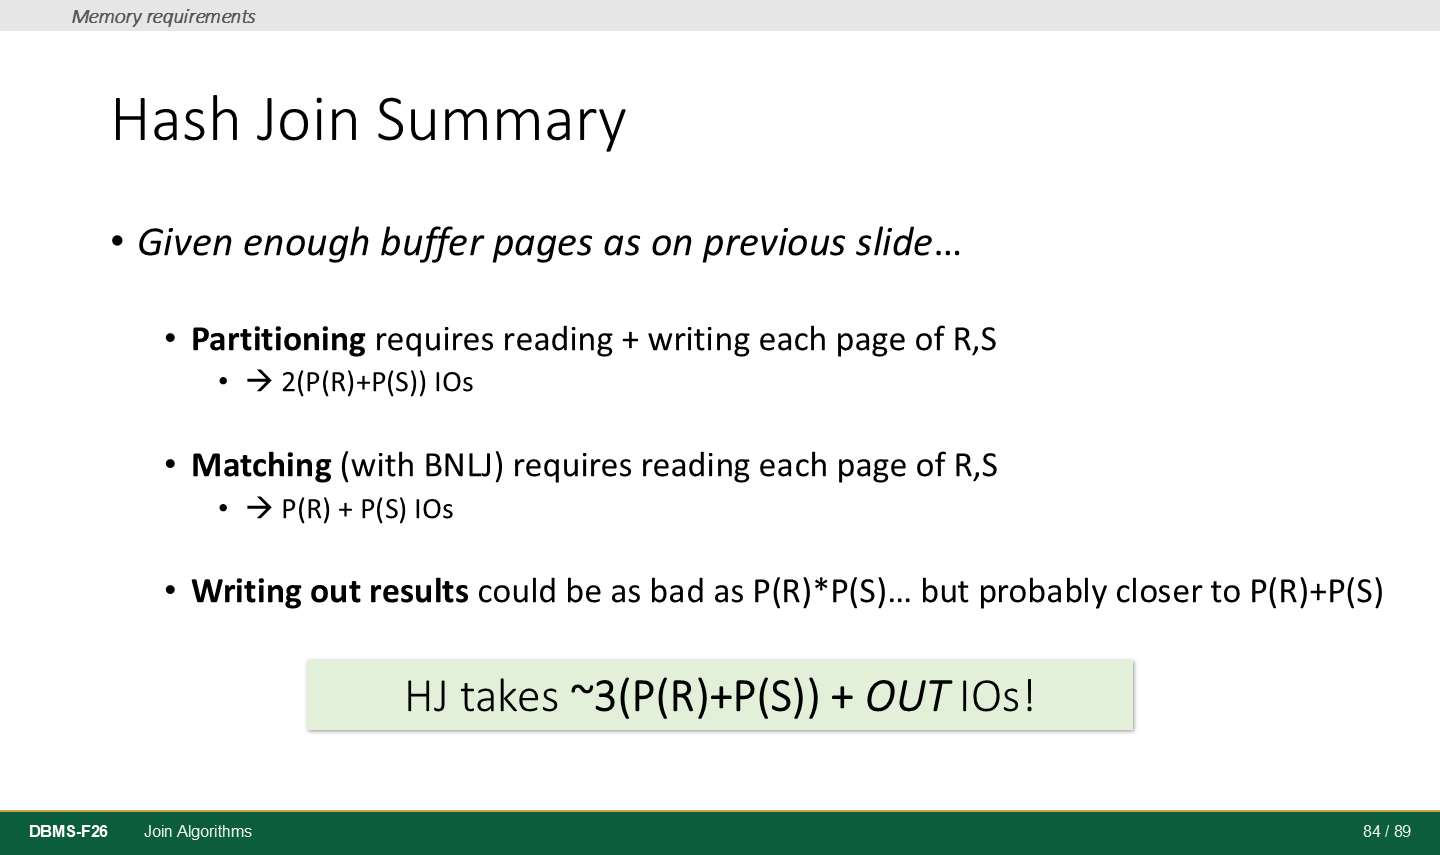 Memory requirements
Hash Join Summary
• Given enough buffer pages as on previous slide…
• Partitioning requires reading + writing each page of R,S
• → 2(P(R)+P(S)) IOs
• Matching (with BNLJ) requires reading each page of R,S
• → P(R) + P(S) IOs
• Writing out results could be as bad as P(R)*P(S)… but probably closer to P(R)+P(S)
HJ takes ~3(P(R)+P(S)) + OUT IOs!
DBMS-F26 Join Algorithms 84 / 89